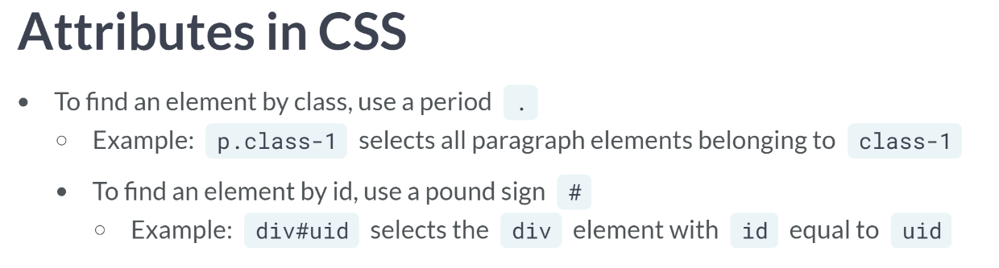 Attributes in CSS
• To find an element by class, use a period .
○ Example: p.class-1 selects all paragraph elements belonging to class-1
• To find an element by id, use a pound sign #
○ Example: div#uid selects the div element with id equal to uid